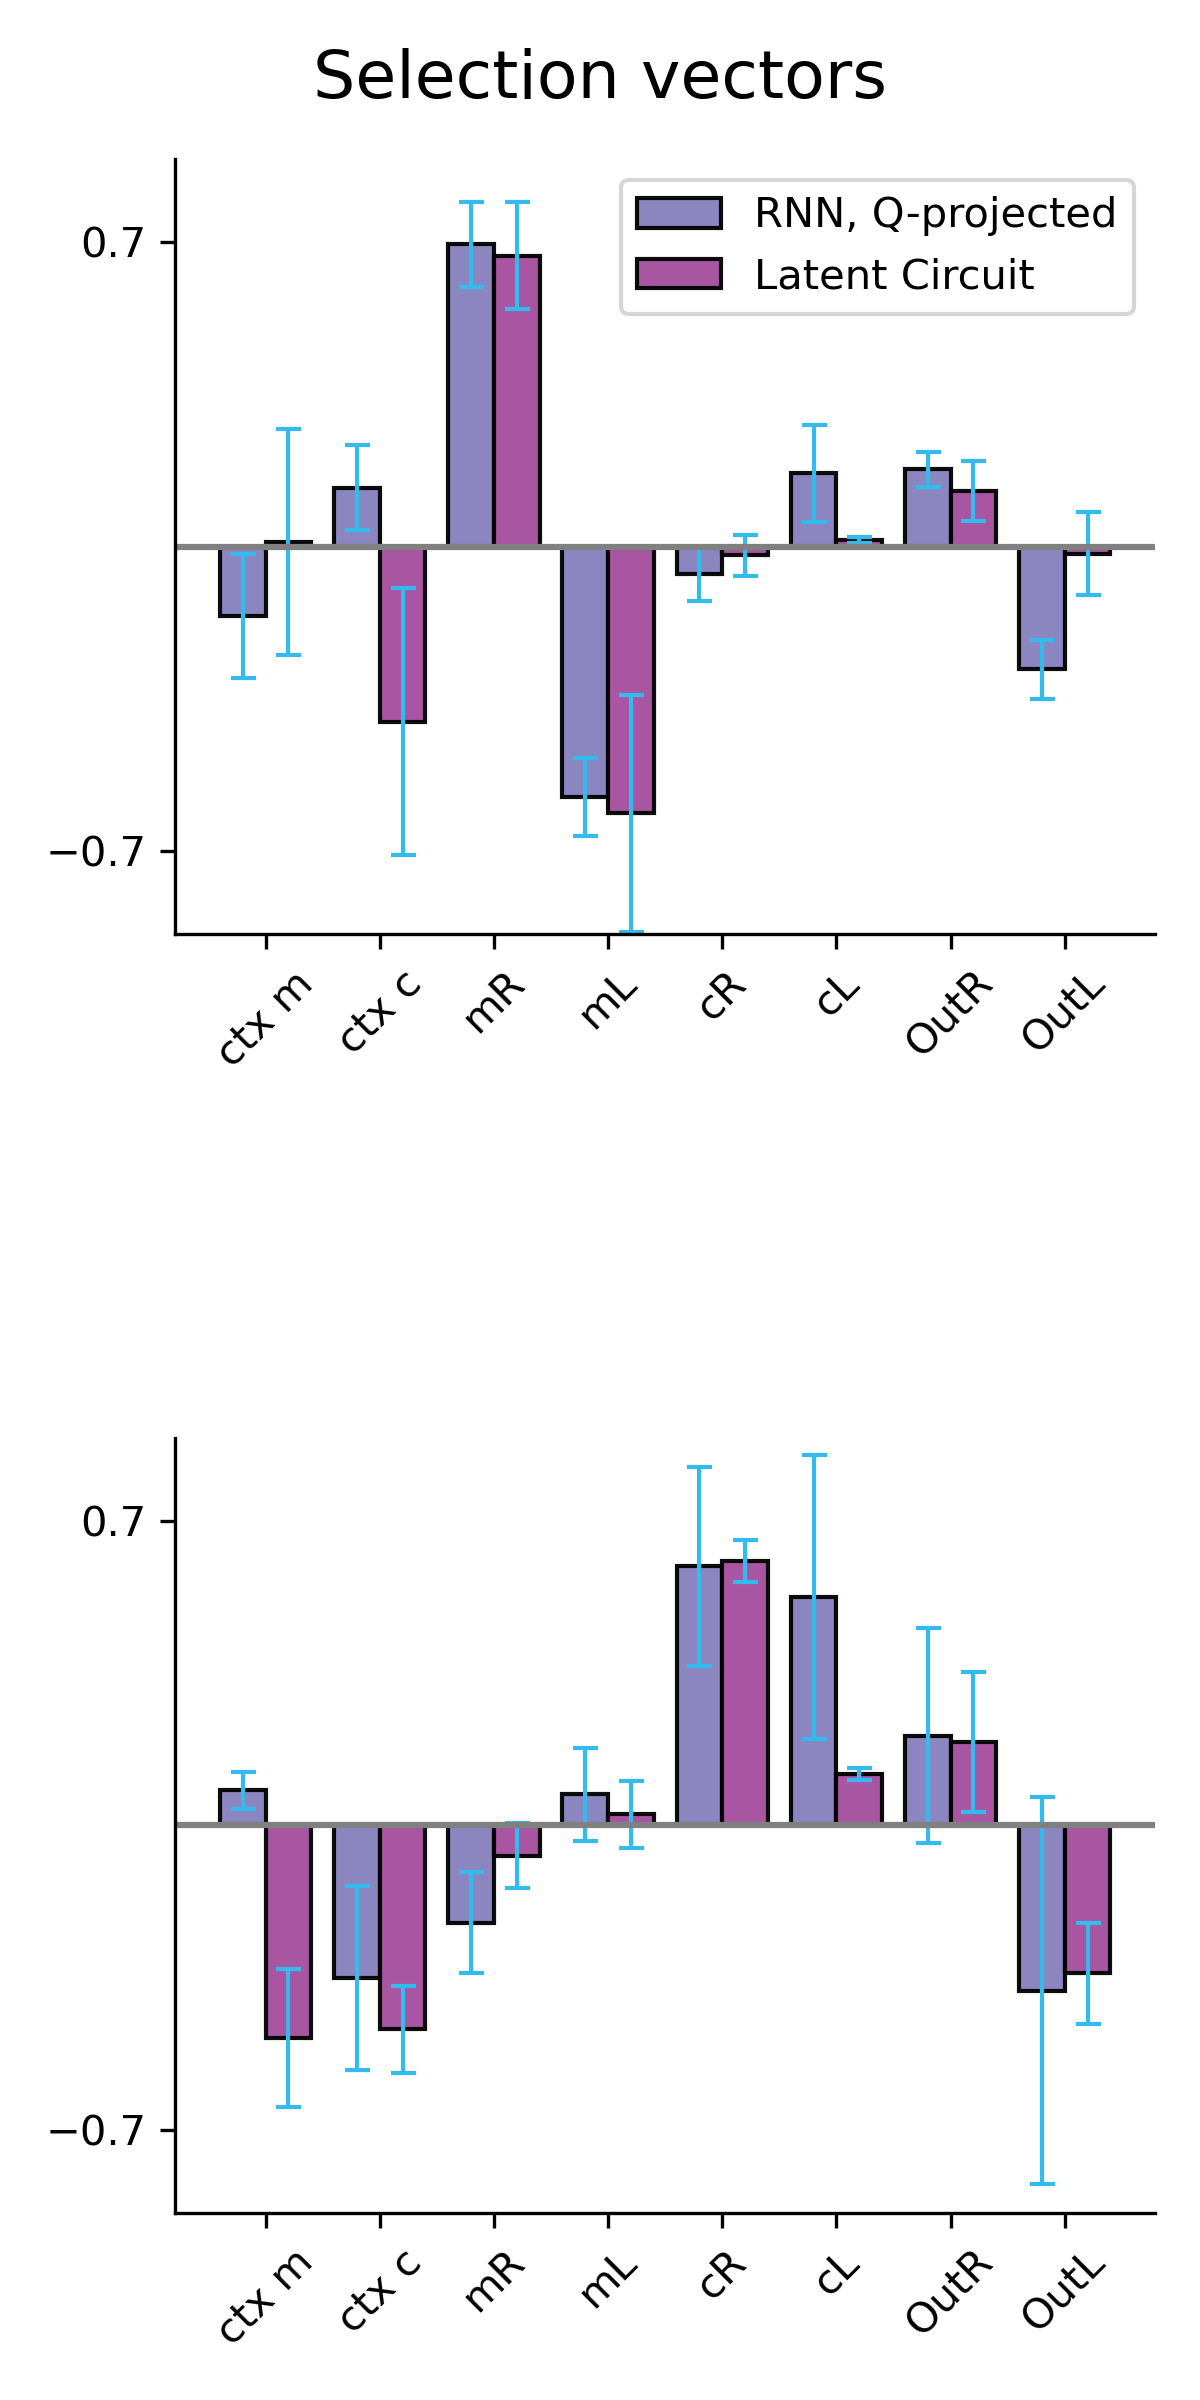 Selection vectors
RNN, Q-projected
Latent Circuit
0.7
−0.7
ctx m
ctx c
mR
mL
cR
cL
OutR
OutL
0.7
−0.7
ctx m
ctx c
mR
mL
cR
cL
OutR
OutL